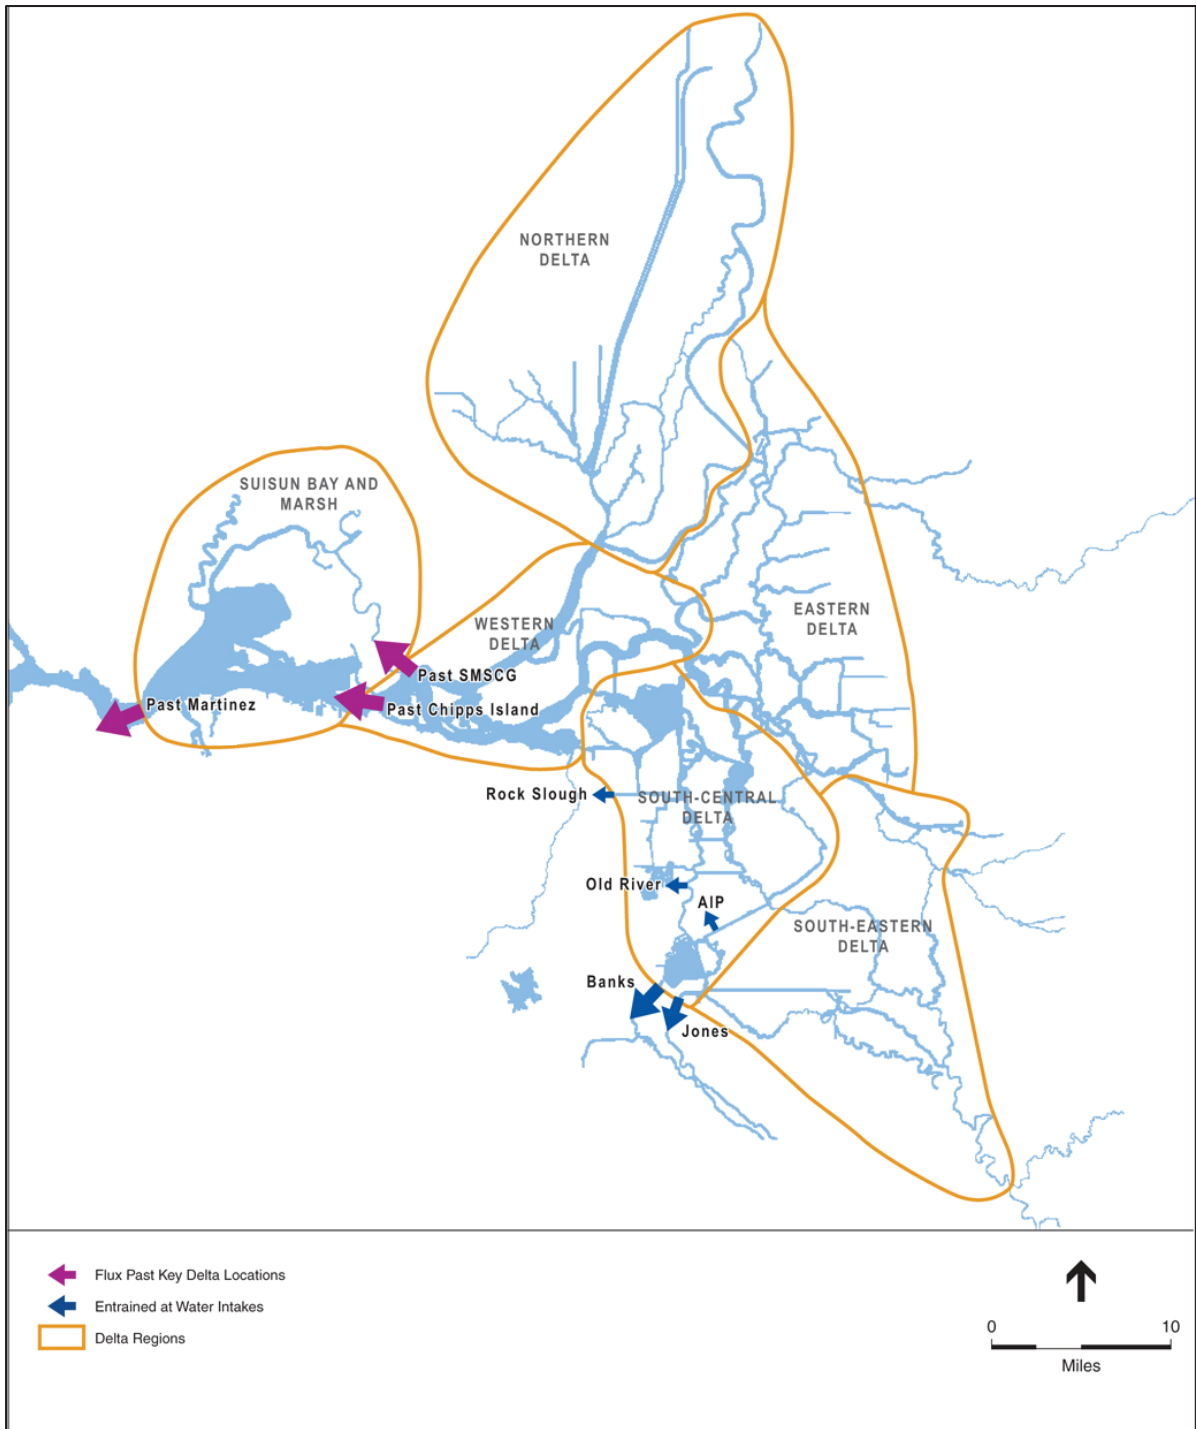 NORTHERN
DELTA
SUISUN BAY AND
MARSH
WESTERN
DELTA
EASTERN
DELTA
Past SMSCG
Past Martinez
Past Chipps Island
Rock Slough
SOUTH-CENTRAL
DELTA
Old River
AIP
SOUTH-EASTERN
DELTA
Banks
Jones
Flux Past Key Delta Locations
Entrained at Water Intakes
Delta Regions
0 10
Miles